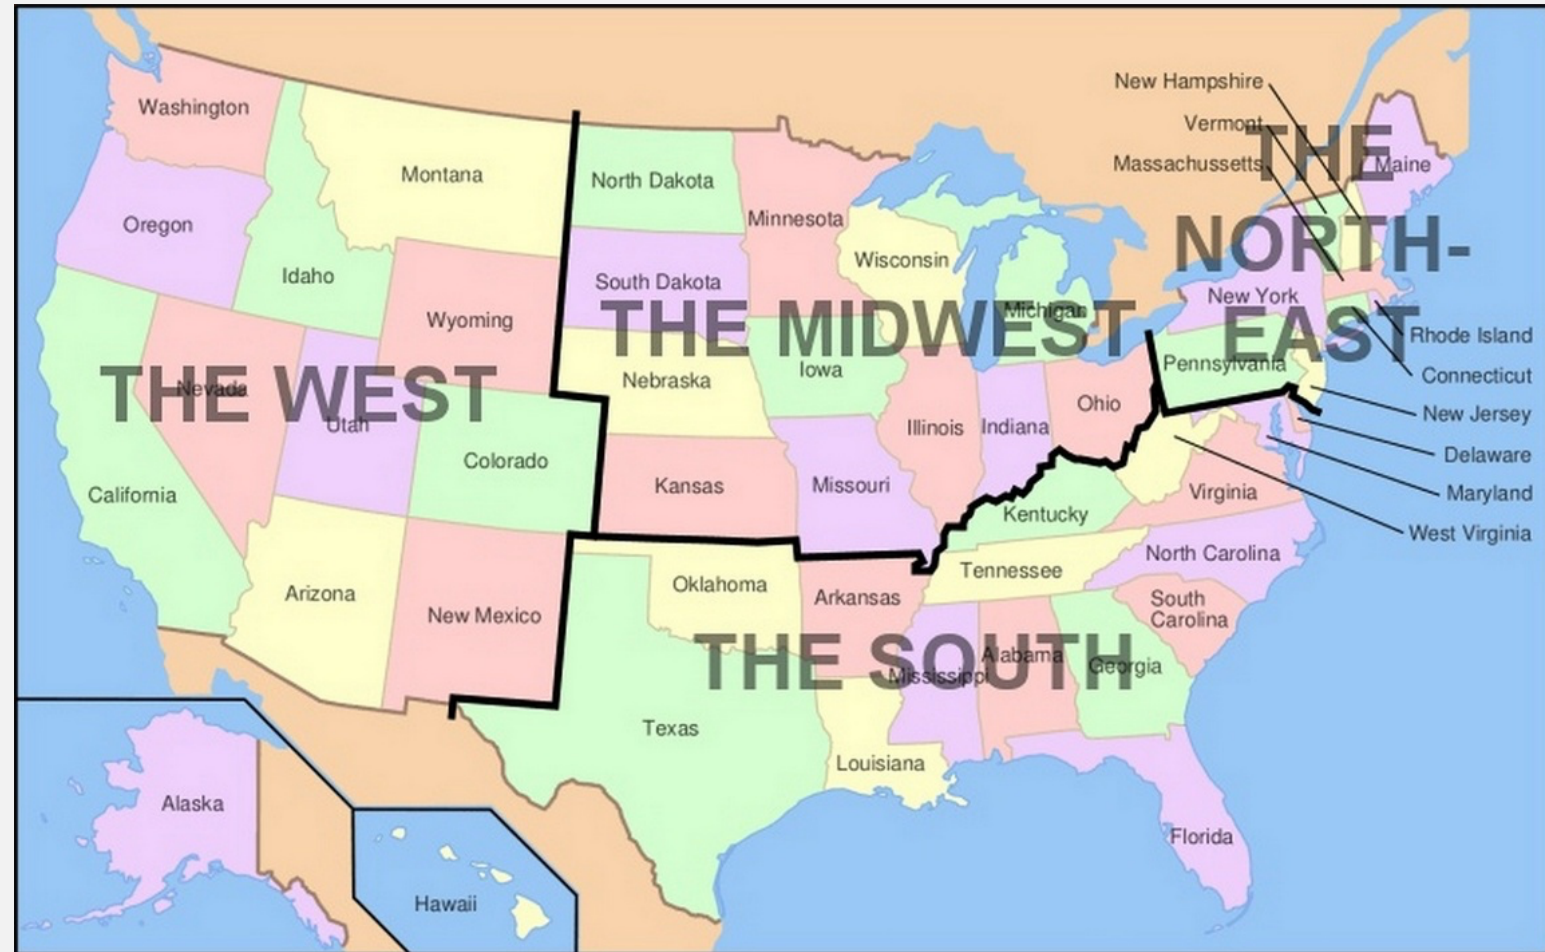 New Hampshire
Washington
Vermont
THE
Massachussetts
Maine
Montana
North Dakota
Minnesota
Oregon
NORTH-
Wisconsin
Idaho
South Dakota
New York
Michigan
Wyoming
THE MIDWEST
EAST
Rhode Island
Pennsylvania
Iowa
Connecticut
Nebraska
THE WEST
Nevada
Ohio
New Jersey
Utah
Illinois
Indiana
Delaware
Colorado
Kansas
Missouri
California
Virginia
Maryland
Kentucky
West Virginia
North Carolina
Tennessee
Oklahoma
Arizona
Arkansas
South
Carolina
New Mexico
THE SOUTH
Alabama
Georgia
Mississippi
Texas
Louisiana
Alaska
Florida
Hawaii